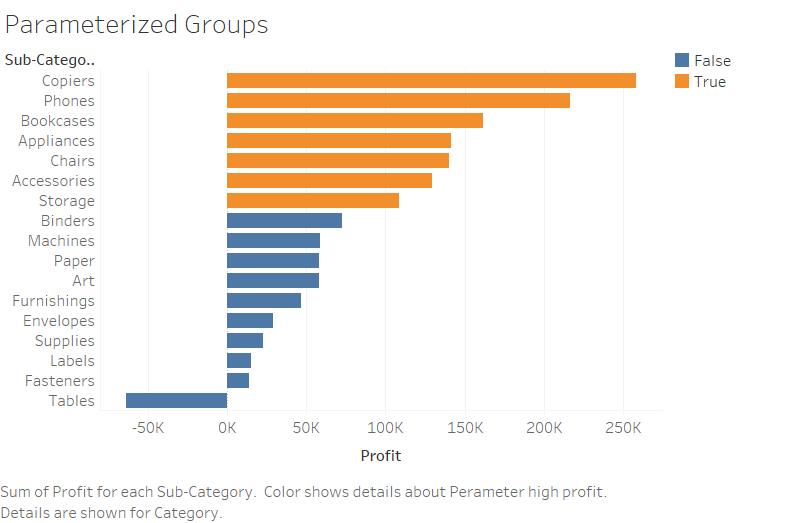 Parameterized Groups
Sub-Catego..
False
True
Copiers
Phones
Bookcases
Appliances
Chairs
Accessories
Storage
Binders
Machines
Paper
Art
Furnishings
Envelopes
Supplies
Labels
Fasteners
Tables
-50K 0K 50K 100K 150K 200K 250K
Profit
Sum of Profit for each Sub-Category. Color shows details about Perameter high profit.
Details are shown for Category.